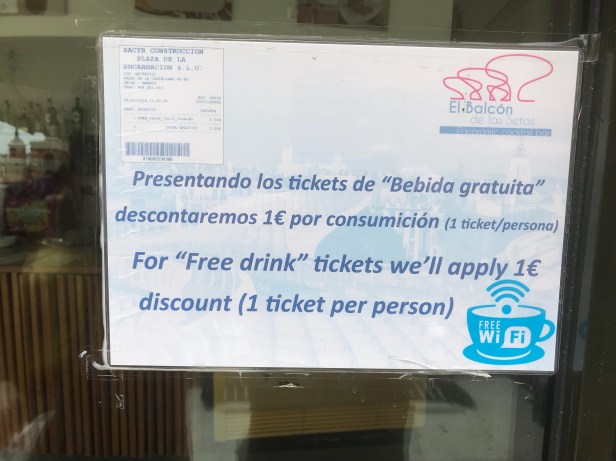 SACYR CONSTRUCCION
PLAZA DE LA
ENCARNACION S.L.U.
El Balcón
de las Setas
Presentando los tickets de “Bebida gratuita”
descontaremos 1€ por consumición (1 ticket/persona)
For “Free drink” tickets we’ll apply 1€
discount (1 ticket per person)
FREE
Wi Fi